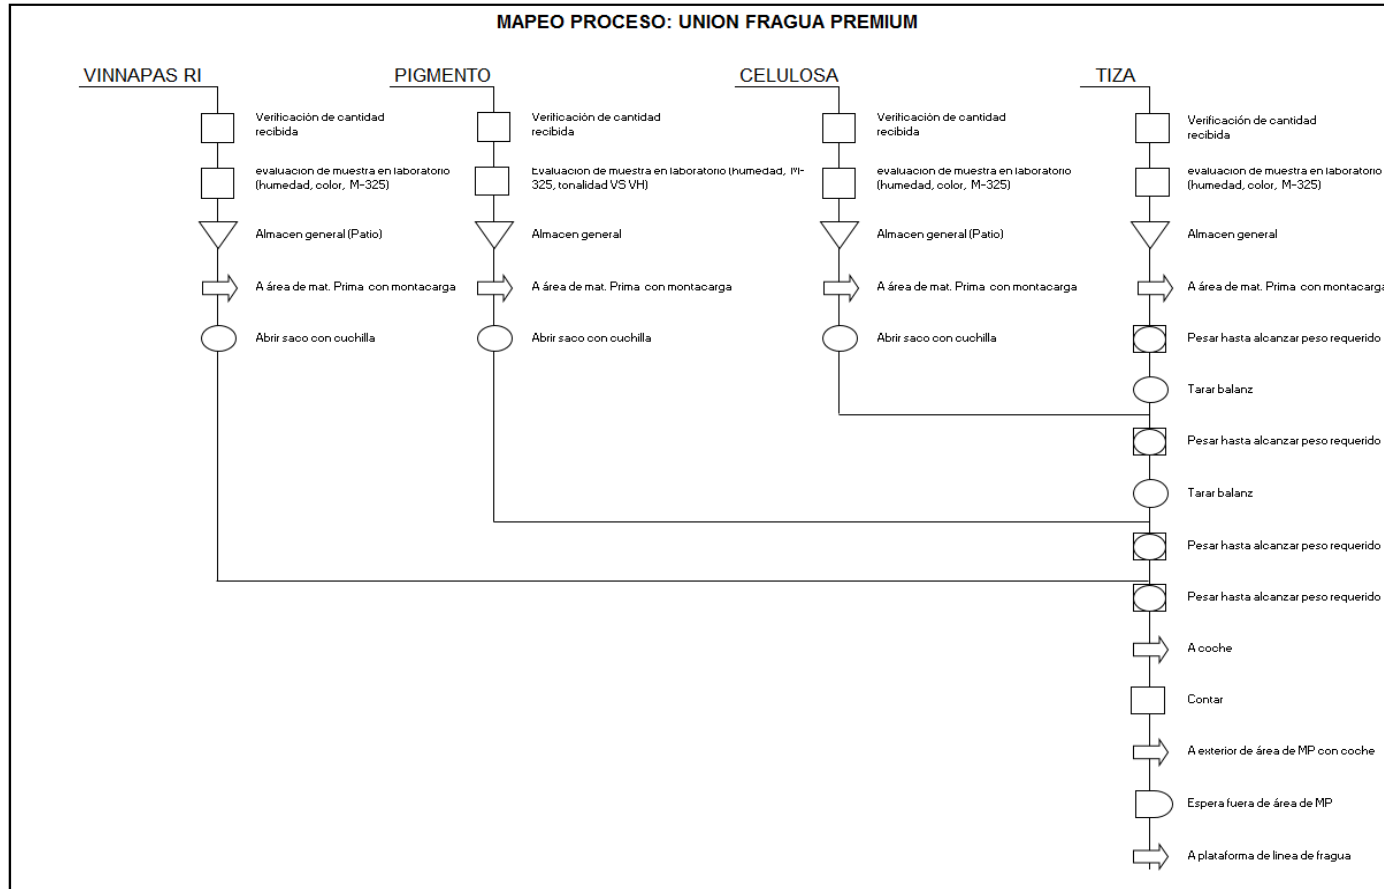 MAPEO PROCESO: UNION FRAGUA PREMIUM
VINNAPAS RI
PIGMENTO
CELULOSA
TIZA
Verificación de cantidad
recibida
Verificación de cantidad
recibida
Verificación de cantidad
recibida
Verificación de cantidad
recibida
evaluación de muestra en laboratorio
(humedad, color, M-325)
Evaluación de muestra en laboratorio (humedad, M-
325, tonalidad VS VH)
evaluación de muestra en laboratorio
(humedad, color, M-325)
evaluación de muestra en laboratorio
(humedad, color, M-325)
Almacen general (Patio)
Almacen general
Almacen general (Patio)
Almacen general
A área de mat. Prima con montacarga
A área de mat. Prima con montacarga
A área de mat. Prima con montacarga
A área de mat. Prima con montacarga
Abrir saco con cuchilla
Abrir saco con cuchilla
Abrir saco con cuchilla
Pesar hasta alcanzar peso requerido
Tarar balanz
Pesar hasta alcanzar peso requerido
Tarar balanz
Pesar hasta alcanzar peso requerido
Pesar hasta alcanzar peso requerido
A coche
Contar
A exterior de área de MP con coche
Espera fuera de área de MP
A plataforma de linea de fragua